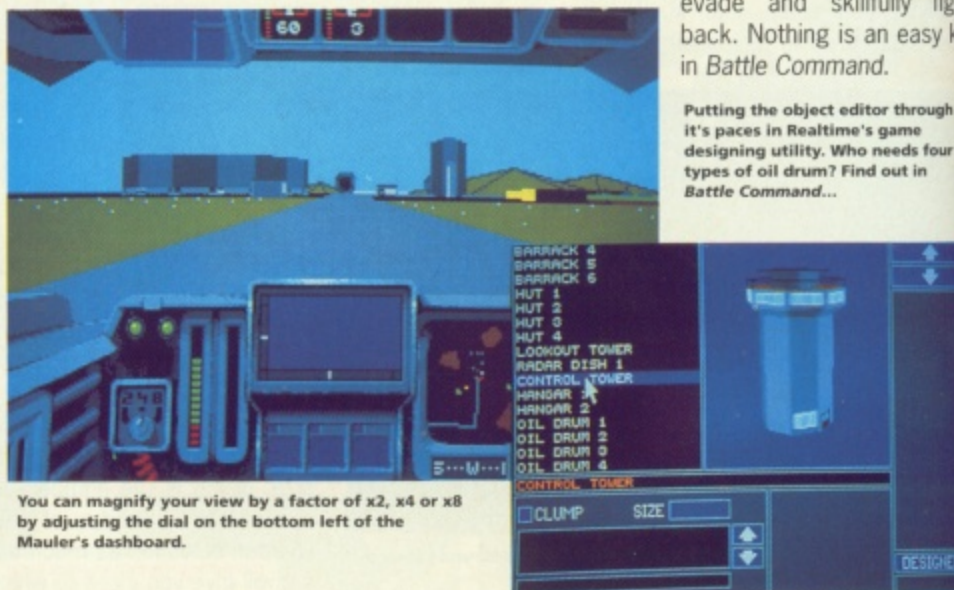 evade and skillfully
back. Nothing is an easy
in Battle Command.
Putting the object editor through
it's paces in Realtime's game
designing utility. Who needs four
types of oil drum? Find out in
Battle Command...
60 3
248
S···W···
You can magnify your view by a factor of x2, x4 or x8
by adjusting the dial on the bottom left of the
Mauler's dashboard.
BARRACK 4
BARRACK 5
BARRACK 6
HUT 1
HUT 2
HUT 3
HUT 4
LOOKOUT TOWER
RADAR DISH 1
CONTROL TOWER
HANGAR
HANGAR 2
OIL DRUM 1
OIL DRUM 2
OIL DRUM 3
OIL DRUM 4
CONTROL TOWER
CLUMP SIZE